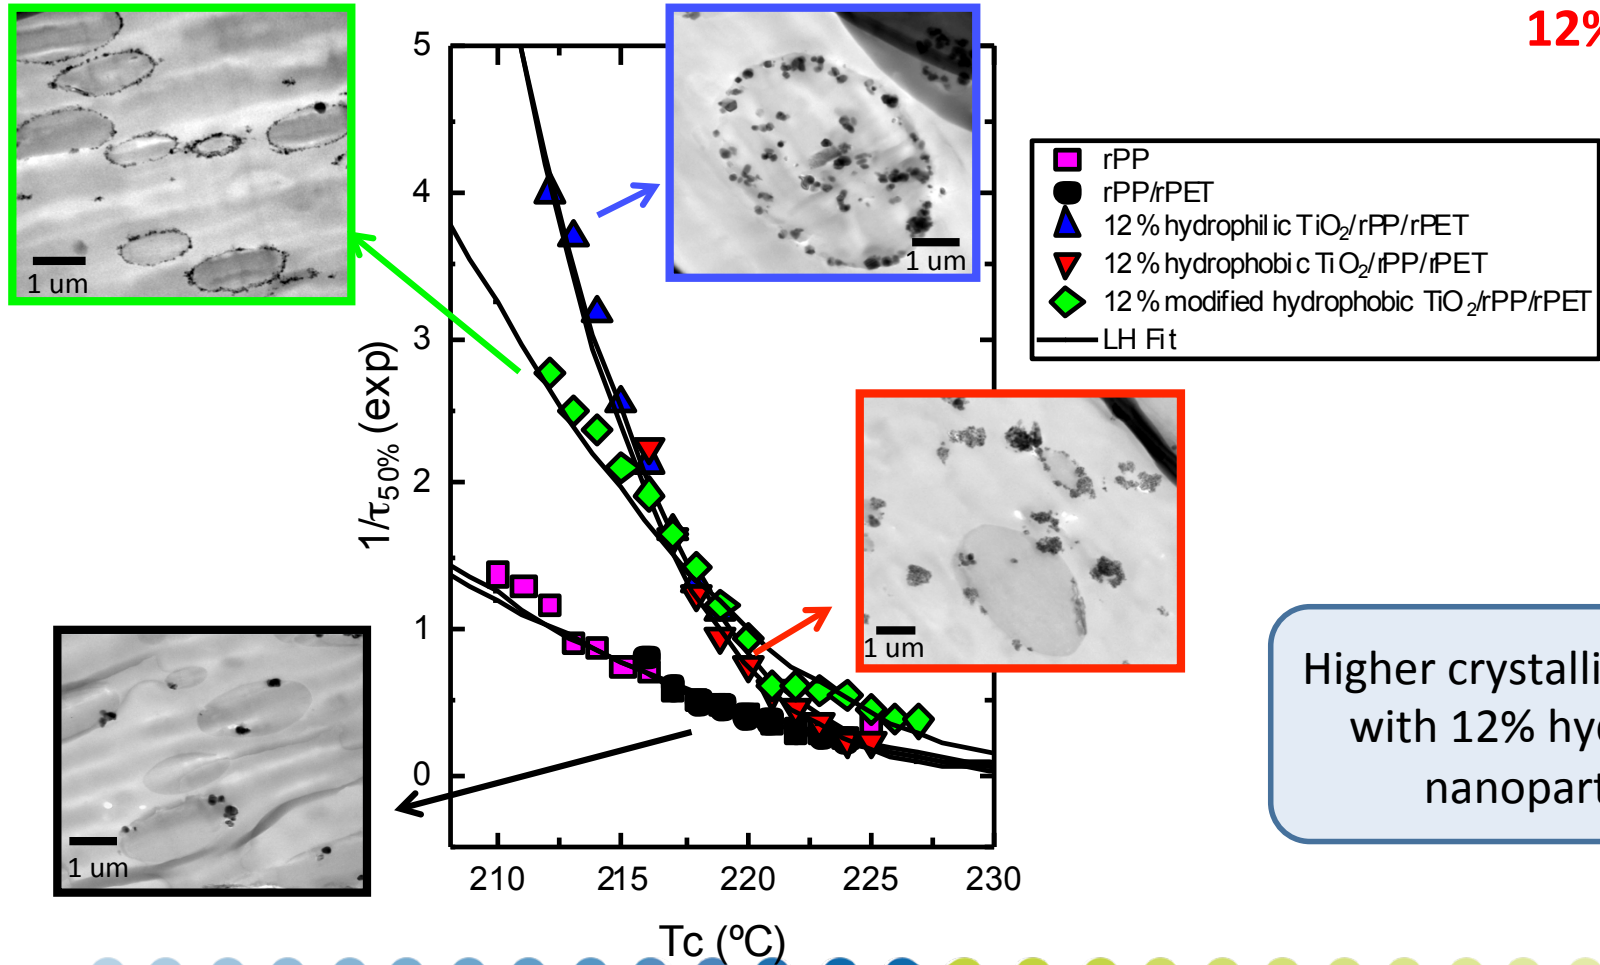 12%
1 um
1 um
rPP
rPP/rPET
12 % hydrophilic TiO₂/rPP/rPET
12 % hydrophobic TiO₂/rPP/rPET
12 % modified hydrophobic TiO₂/rPP/rPET
LH Fit
5
4
3
2
1
0
1/τ₅₀% (exp)
1 um
1 um
210 215 220 225 230
Tc (ºC)
Higher crystalli
with 12% hy
nanopart